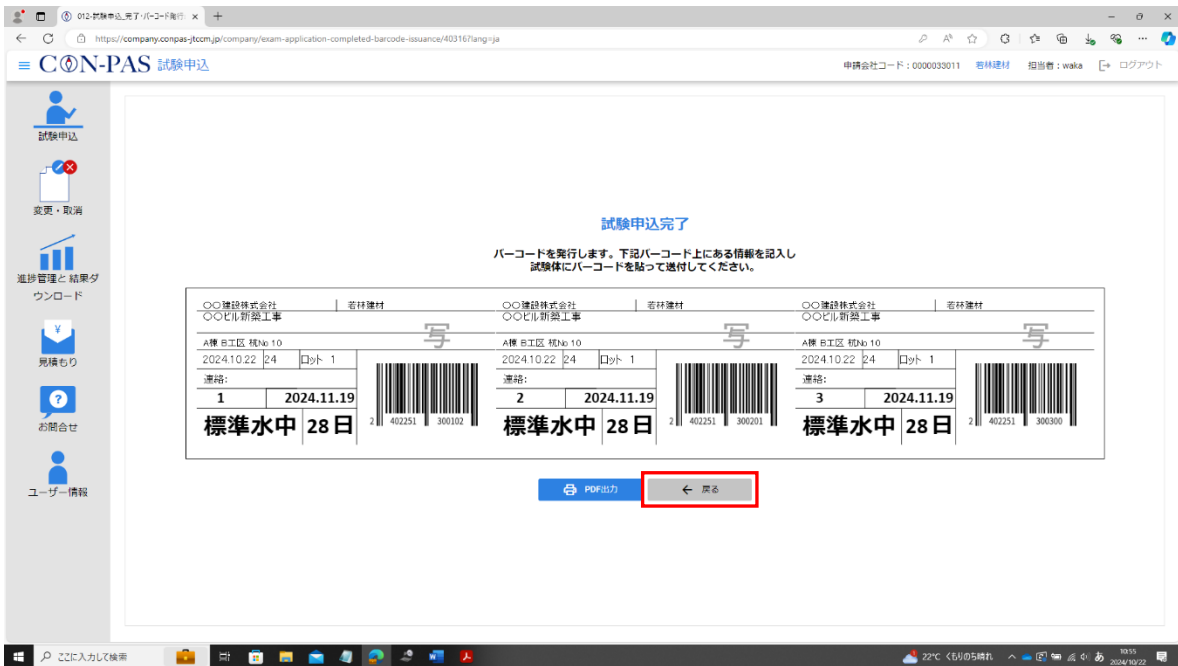 012-試験申込_完了・バーコード発行
https://company.conpas-jtccm.jp/company/exam-application-completed-barcode-issuance/40316?lang=ja
CON-PAS 試験申込
申請会社コード：0000033011 若林建材 担当者：waka ログアウト
試験申込
変更・取消
進捗管理と結果ダ
ウンロード
見積もり
お問合せ
ユーザー情報
試験申込完了
バーコードを発行します。下記バーコード上にある情報を記入し
試験体にバーコードを貼って送付してください。
〇〇建設株式会社 若林建材
〇〇ビル新築工事
写
A棟 B工区 杭No 10
2024.10.22 24 ロット 1
連絡:
1 2024.11.19
標準水中 28日
2 402251 300102
〇〇建設株式会社 若林建材
〇〇ビル新築工事
写
A棟 B工区 杭No 10
2024.10.22 24 ロット 1
連絡:
2 2024.11.19
標準水中 28日
2 402251 300201
〇〇建設株式会社 若林建材
〇〇ビル新築工事
写
A棟 B工区 杭No 10
2024.10.22 24 ロット 1
連絡:
3 2024.11.19
標準水中 28日
2 402251 300300
PDF出力
戻る
ここに入力して検索
22°C くもりのち晴れ
あ
10:55
2024/10/22